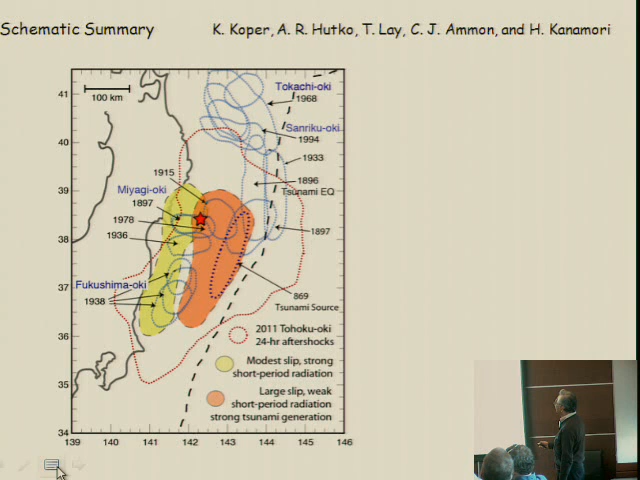 Schematic Summary
K. Koper, A. R. Hutko, T. Lay, C. J. Ammon, and H. Kanamori
41
100 km
Tokachi-oki
1968
40
Sanriku-oki
1994
1933
1915
1896
Tsunami EQ
39
Miyagi-oki
1897
1978
1897
38
1936
Fukushima-oki
37
1938
869
Tsunami Source
36
2011 Tohoku-oki
24-hr aftershocks
Modest slip, strong
short-period radiation
35
Large slip, weak
short-period radiation
strong tsunami generation
34
139 140 141 142 143 144 145 146